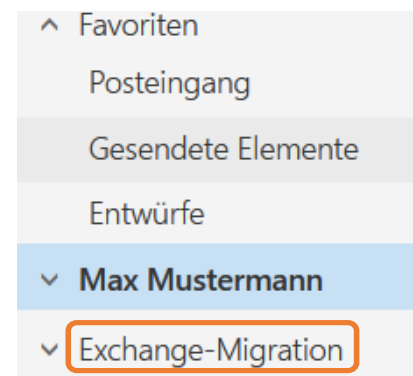 Favoriten
Posteingang
Gesendete Elemente
Entwürfe
Max Mustermann
Exchange-Migration